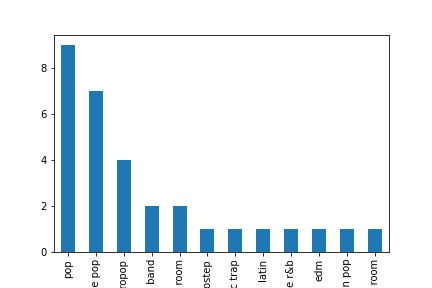 8
6
4
2
0
pop
e pop
ropop
band
room
ostep
c trap
latin
e r&b
edm
n pop
room